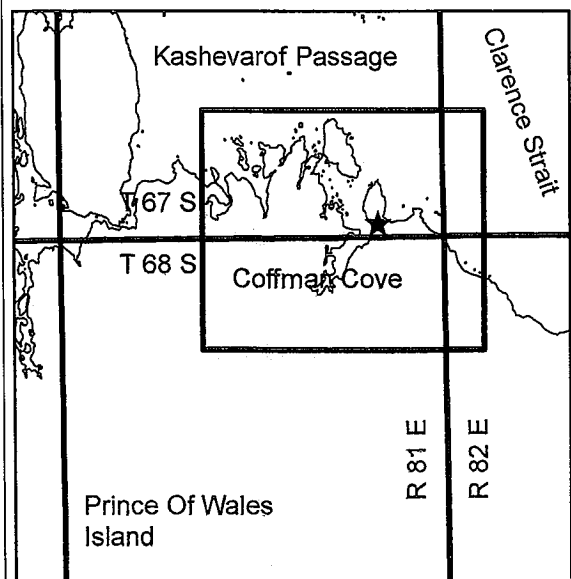 Kashevarof Passage
Clarence Strait
T 67 S
T 68 S
Coffman Cove
R 81 E
R 82 E
Prince Of Wales
Island